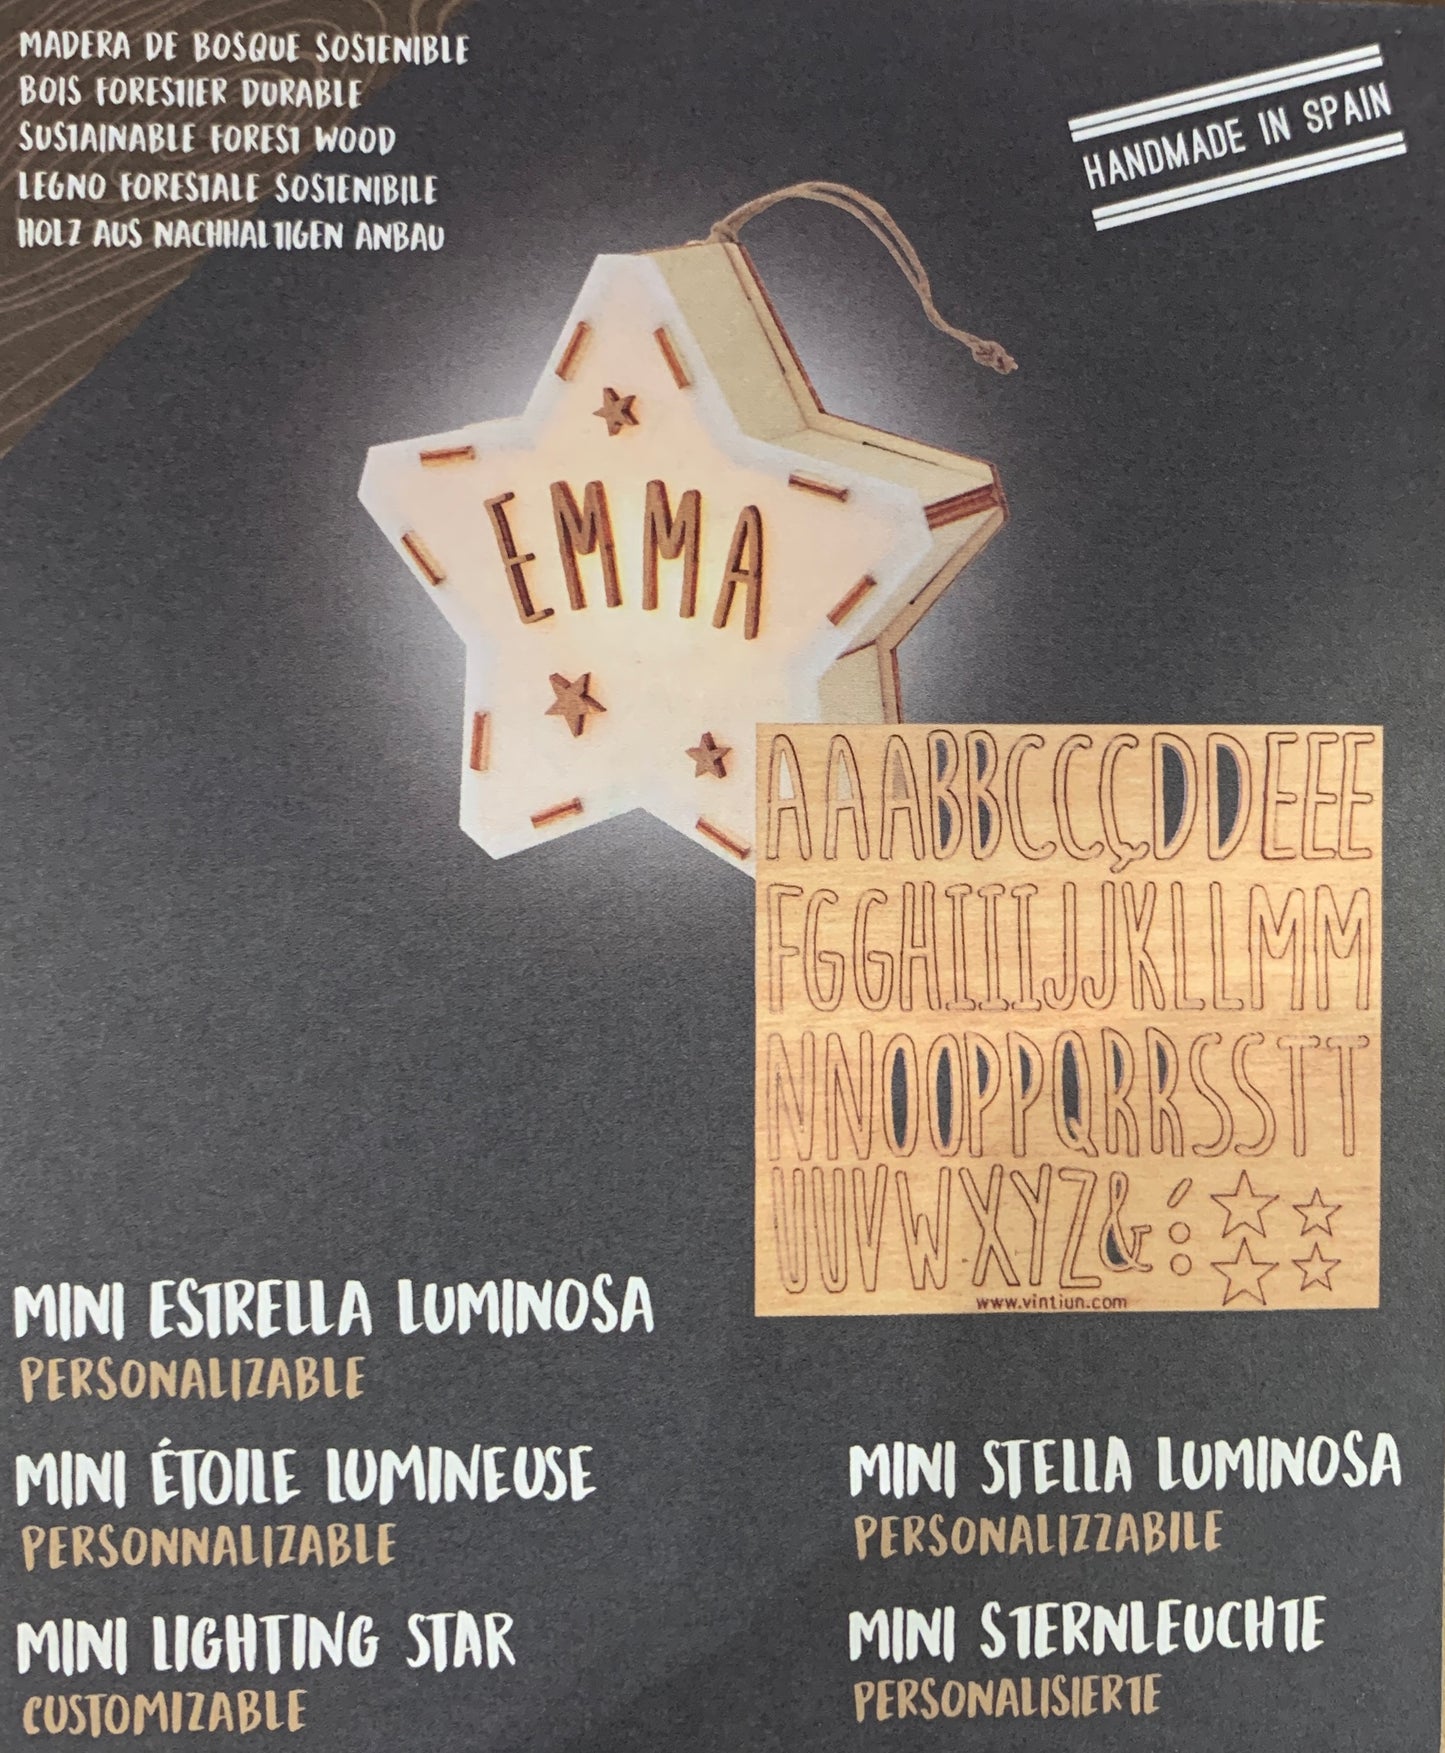 MADERA DE BOSQUE SOSTENIBLE
BOIS FORESTIER DURABLE
SUSTAINABLE FOREST WOOD
LEGNO FORESTALE SOSTENIBILE
HOLZ AUS NACHHALTIGEN ANBAU
HANDMADE IN SPAIN
EMMA
AAABBCCÇDDEEE
FGGHIIIJJKLLMM
NNOOPPQRRSSTT
UUVWXYZ&
www.vintiun.com
MINI ESTRELLA LUMINOSA
PERSONALIZABLE
MINI ÉTOILE LUMINEUSE
PERSONNALIZABLE
MINI LIGHTING STAR
CUSTOMIZABLE
MINI STELLA LUMINOSA
PERSONALIZZABILE
MINI STERNLEUCHTE
PERSONALISIERTE